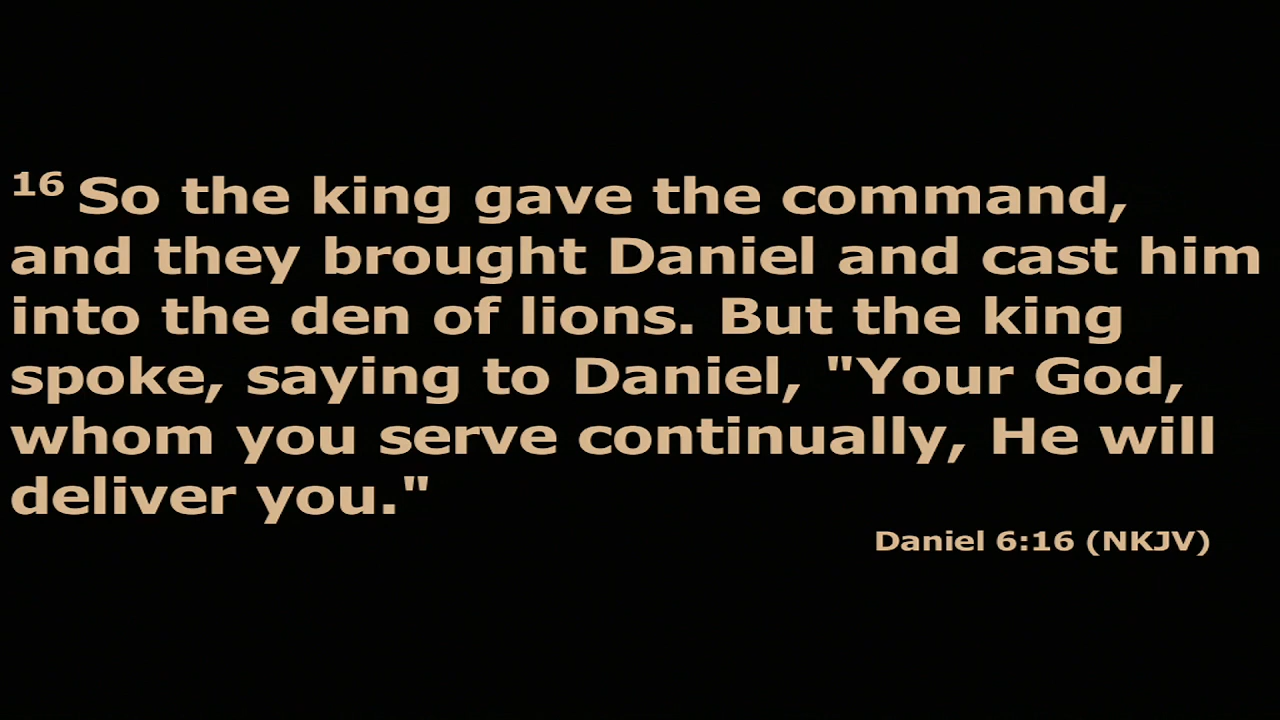 16 So the king gave the command,
and they brought Daniel and cast him
into the den of lions. But the king
spoke, saying to Daniel, "Your God,
whom you serve continually, He will
deliver you."
Daniel 6:16 (NKJV)